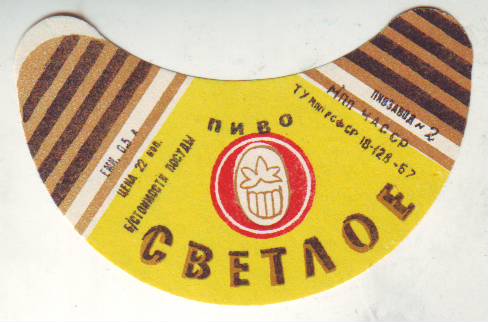 ЕМК. 0,5 л.
ЦЕНА 22 коп.
Б/СТОИМОСТИ ПОСУДЫ
ПИВО
СВЕТЛОЕ
МПП ЧАССР
ПИВЗАВОД №2
ТУ МПП РСФСР 18-128-67